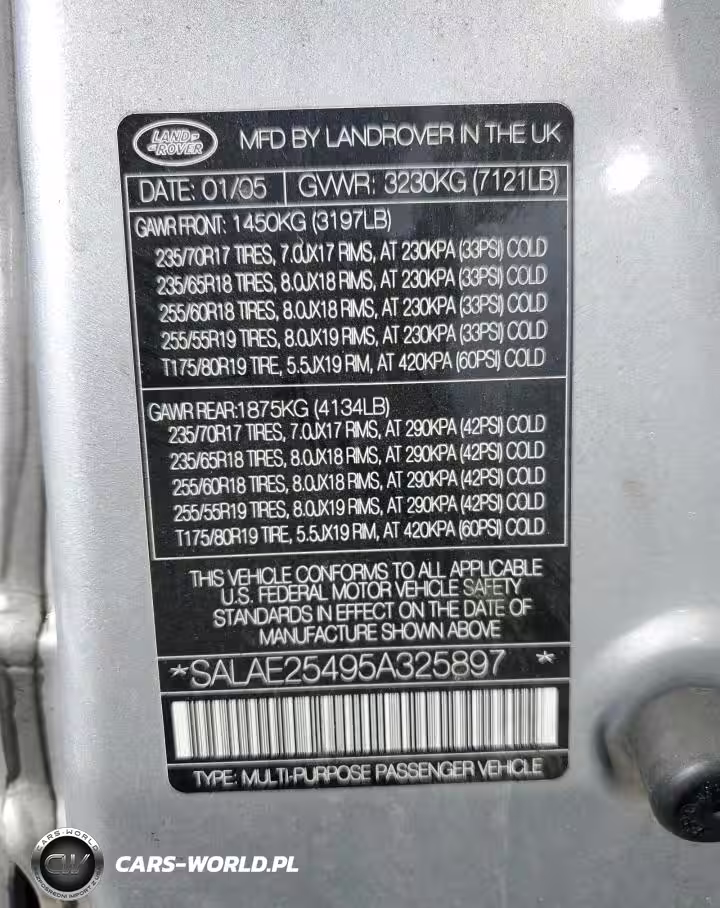 LAND-
-ROVER
MFD BY LANDROVER IN THE UK
DATE: 01/05 GVWR: 3230KG (7121LB)
GAWR FRONT: 1450KG (3197LB)
235/70R17 TIRES, 7.0JX17 RIMS, AT 230KPA (33PSI) COLD
235/65R18 TIRES, 8.0JX18 RIMS, AT 230KPA (33PSI) COLD
255/60R18 TIRES, 8.0JX18 RIMS, AT 230KPA (33PSI) COLD
255/55R19 TIRES, 8.0JX19 RIMS, AT 230KPA (33PSI) COLD
T175/80R19 TIRE, 5.5JX19 RIM, AT 420KPA (60PSI) COLD
GAWR REAR:1875KG (4134LB)
235/70R17 TIRES, 7.0JX17 RIMS, AT 290KPA (42PSI) COLD
235/65R18 TIRES, 8.0JX18 RIMS, AT 290KPA (42PSI) COLD
255/60R18 TIRES, 8.0JX18 RIMS, AT 290KPA (42PSI) COLD
255/55R19 TIRES, 8.0JX19 RIMS, AT 290KPA (42PSI) COLD
T175/80R19 TIRE, 5.5JX19 RIM, AT 420KPA (60PSI) COLD
THIS VEHICLE CONFORMS TO ALL APPLICABLE
U.S. FEDERAL MOTOR VEHICLE SAFETY
STANDARDS IN EFFECT ON THE DATE OF
MANUFACTURE SHOWN ABOVE
*SALAE25495A325897 *
TYPE: MULTI-PURPOSE PASSENGER VEHICLE
CARS-WORLD
CW
BEZPOŚREDNI IMPORT Z USA
CARS-WORLD.PL